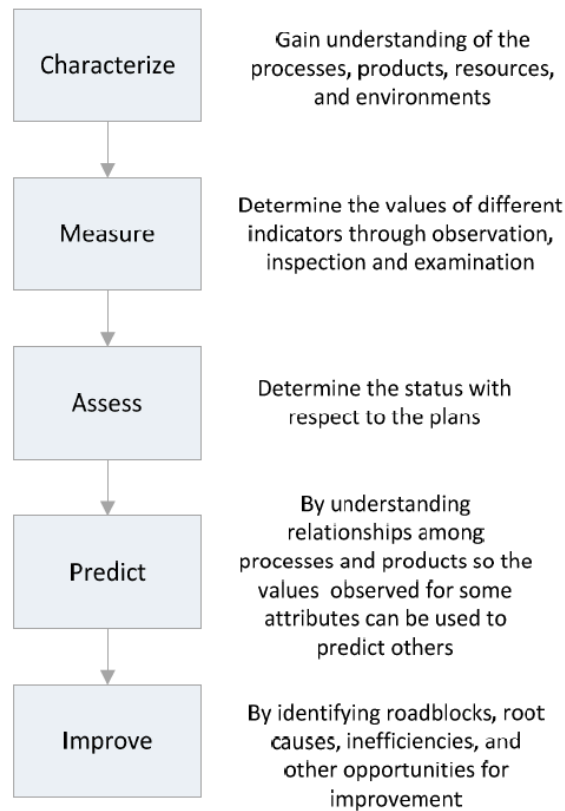 Characterize
Gain understanding of the
processes, products, resources,
and environments
Measure
Determine the values of different
indicators through observation,
inspection and examination
Assess
Determine the status with
respect to the plans
Predict
By understanding
relationships among
processes and products so the
values observed for some
attributes can be used to
predict others
Improve
By identifying roadblocks, root
causes, inefficiencies, and
other opportunities for
improvement